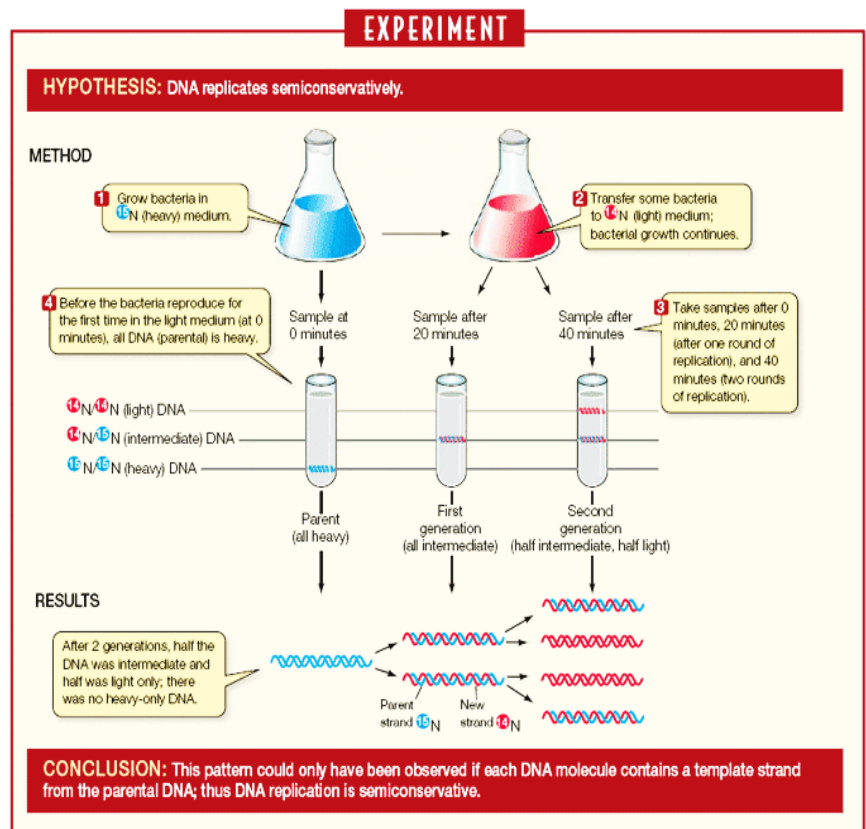 EXPERIMENT
HYPOTHESIS: DNA replicates semiconservatively.
METHOD
1 Grow bacteria in
15N (heavy) medium.
2 Transfer some bacteria
to 14N (light) medium;
bacterial growth continues.
4 Before the bacteria reproduce for
the first time in the light medium (at 0
minutes), all DNA (parental) is heavy.
Sample at
0 minutes
Sample after
20 minutes
Sample after
40 minutes
3 Take samples after 0
minutes, 20 minutes
(after one round of
replication), and 40
minutes (two rounds
of replication).
14N/14N (light) DNA
14N/15N (intermediate) DNA
15N/15N (heavy) DNA
Parent
(all heavy)
First
generation
(all intermediate)
Second
generation
(half intermediate, half light)
RESULTS
After 2 generations, half the
DNA was intermediate and
half was light only; there
was no heavy-only DNA.
Parent
strand 15N
New
strand 14N
CONCLUSION: This pattern could only have been observed if each DNA molecule contains a template strand
from the parental DNA; thus DNA replication is semiconservative.